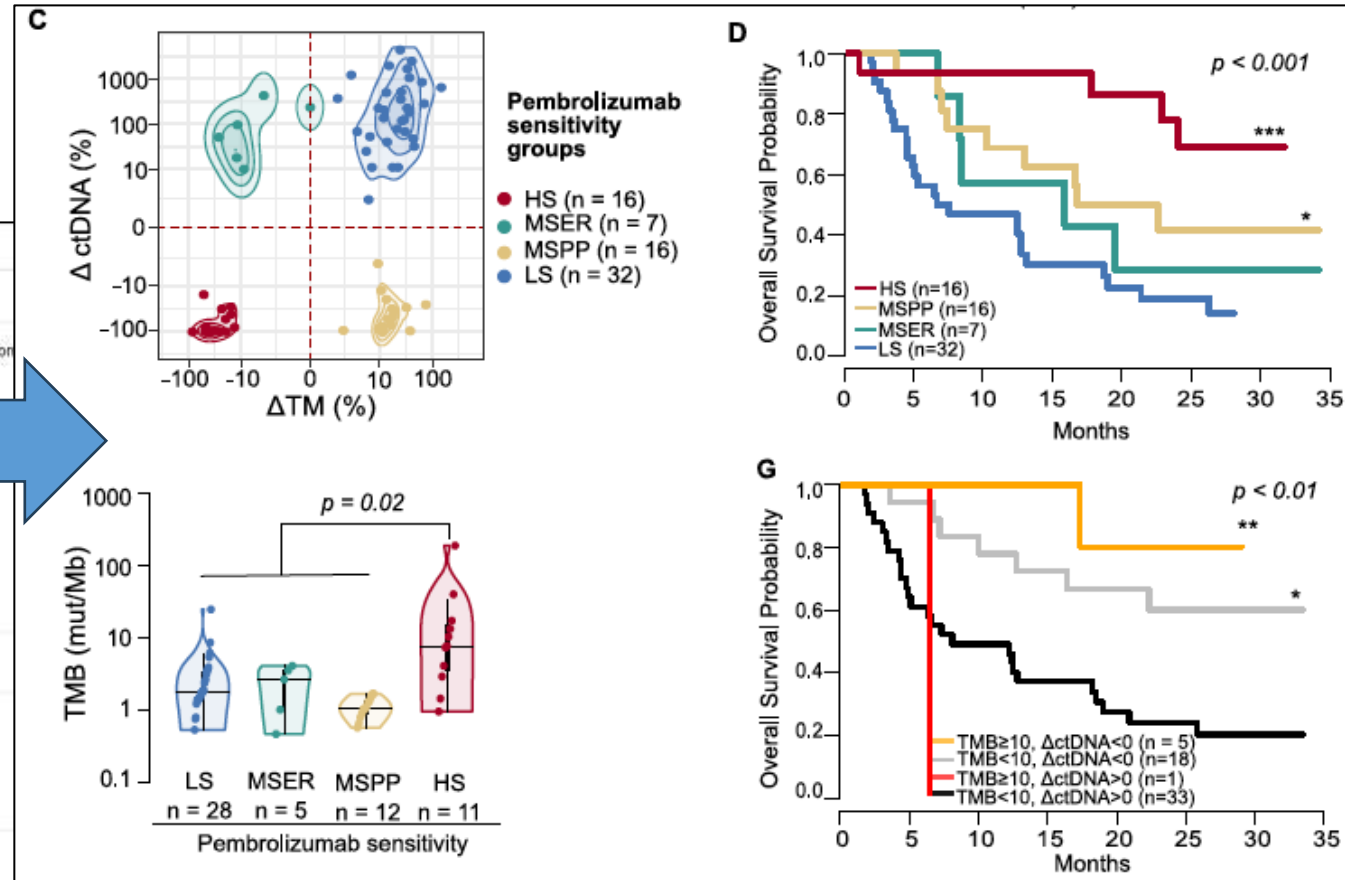 C
Δ ctDNA (%)
1000
100
10
0
−10
−100
−100 −10 0 10 100
ΔTM (%)
Pembrolizumab
sensitivity
groups
HS (n = 16)
MSER (n = 7)
MSPP (n = 16)
LS (n = 32)
D
Overall Survival Probability
1.0
0.8
0.6
0.4
0.2
0.0
p < 0.001
***
*
HS (n=16)
MSPP (n=16)
MSER (n=7)
LS (n=32)
0 5 10 15 20 25 30 35
Months
TMB (mut/Mb)
1000
100
10
1
0.1
p = 0.02
LS MSER MSPP HS
n = 28 n = 5 n = 12 n = 11
Pembrolizumab sensitivity
G
Overall Survival Probability
1.0
0.8
0.6
0.4
0.2
0.0
p < 0.01
**
*
TMB≥10, ΔctDNA<0 (n = 5)
TMB<10, ΔctDNA<0 (n=18)
TMB≥10, ΔctDNA>0 (n=1)
TMB<10, ΔctDNA>0 (n=33)
0 5 10 15 20 25 30 35
Months